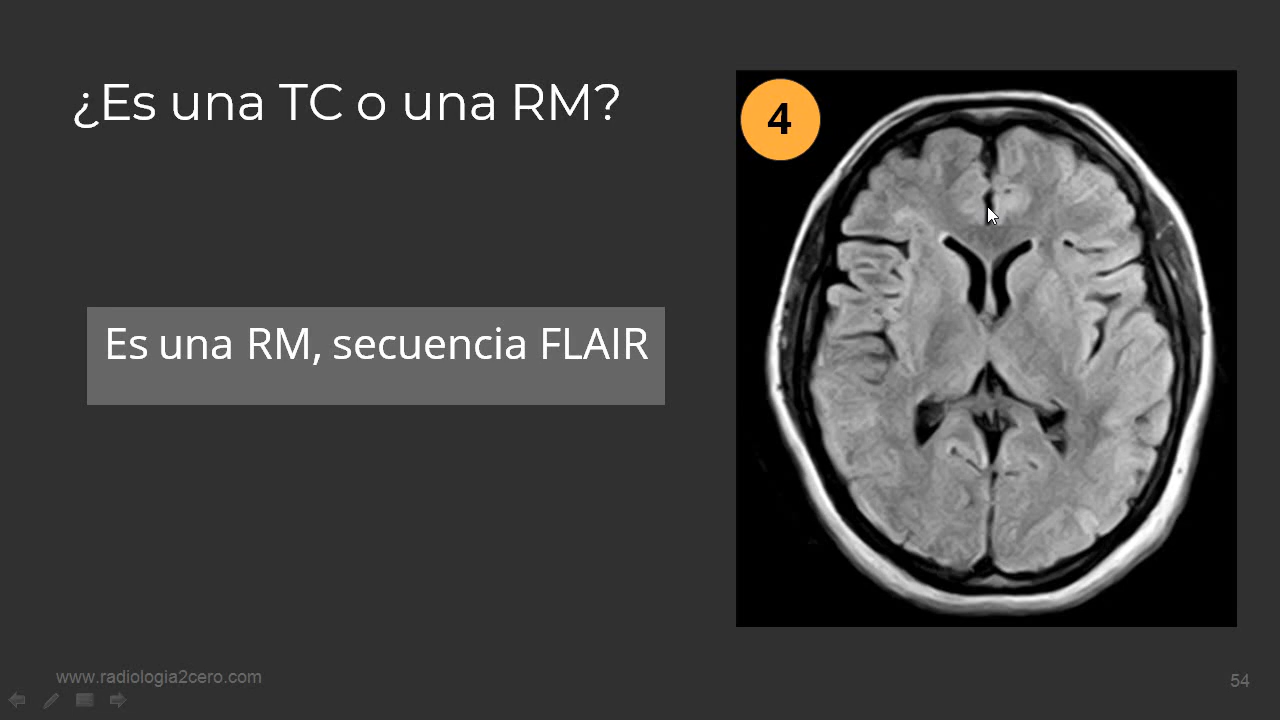 ¿Es una TC o una RM?
4
Es una RM, secuencia FLAIR
www.radiologia2cero.com
54